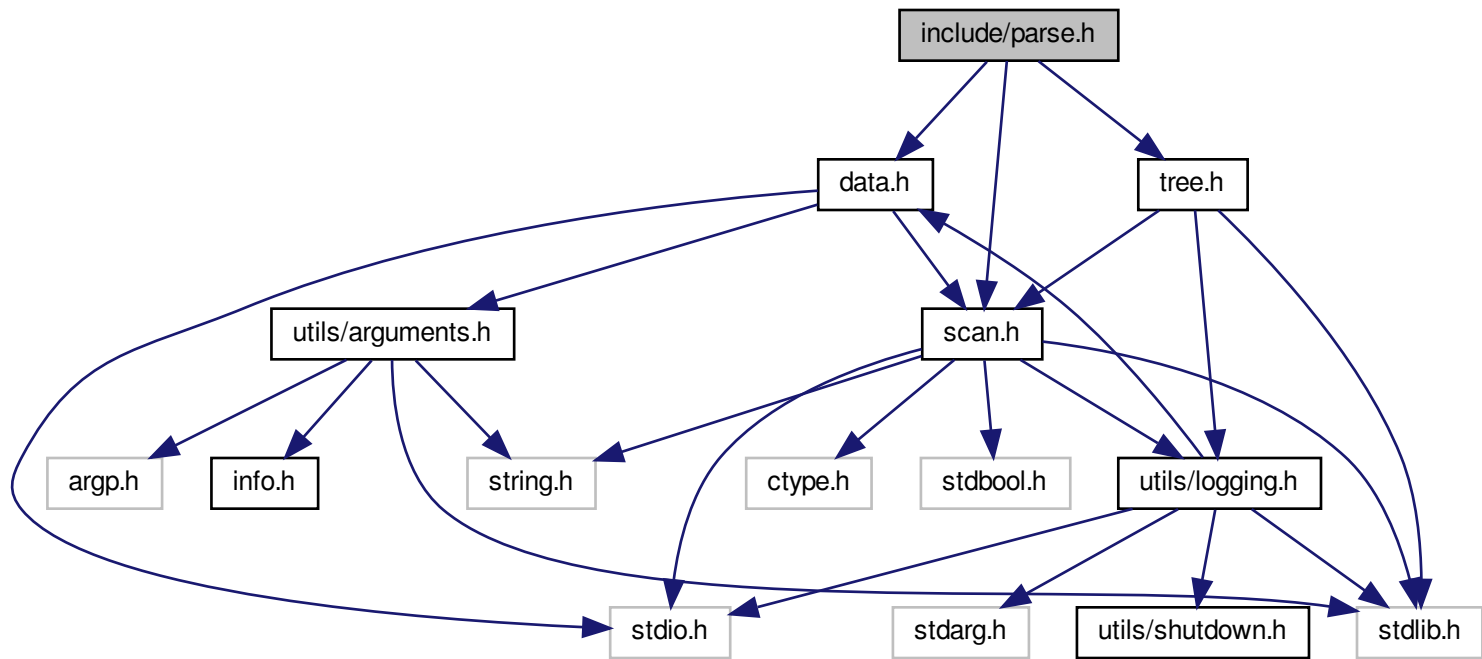 include/parse.h
data.h
tree.h
utils/arguments.h
scan.h
argp.h
info.h
string.h
ctype.h
stdbool.h
utils/logging.h
stdio.h
stdarg.h
utils/shutdown.h
stdlib.h